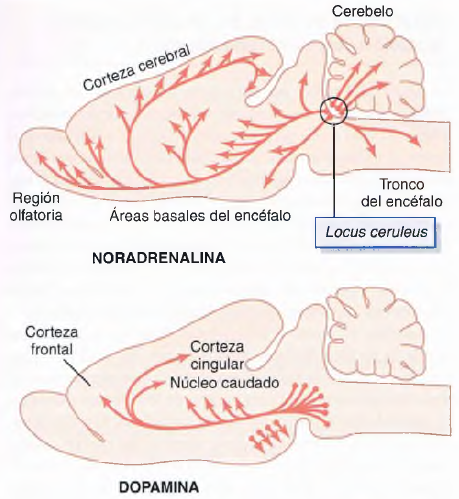 Cerebelo
Corteza cerebral
Región
olfatoria
Áreas basales del encéfalo
Tronco
del encéfalo
Locus ceruleus
NORADRENALINA
Corteza
frontal
Corteza
cingular
Núcleo caudado
DOPAMINA